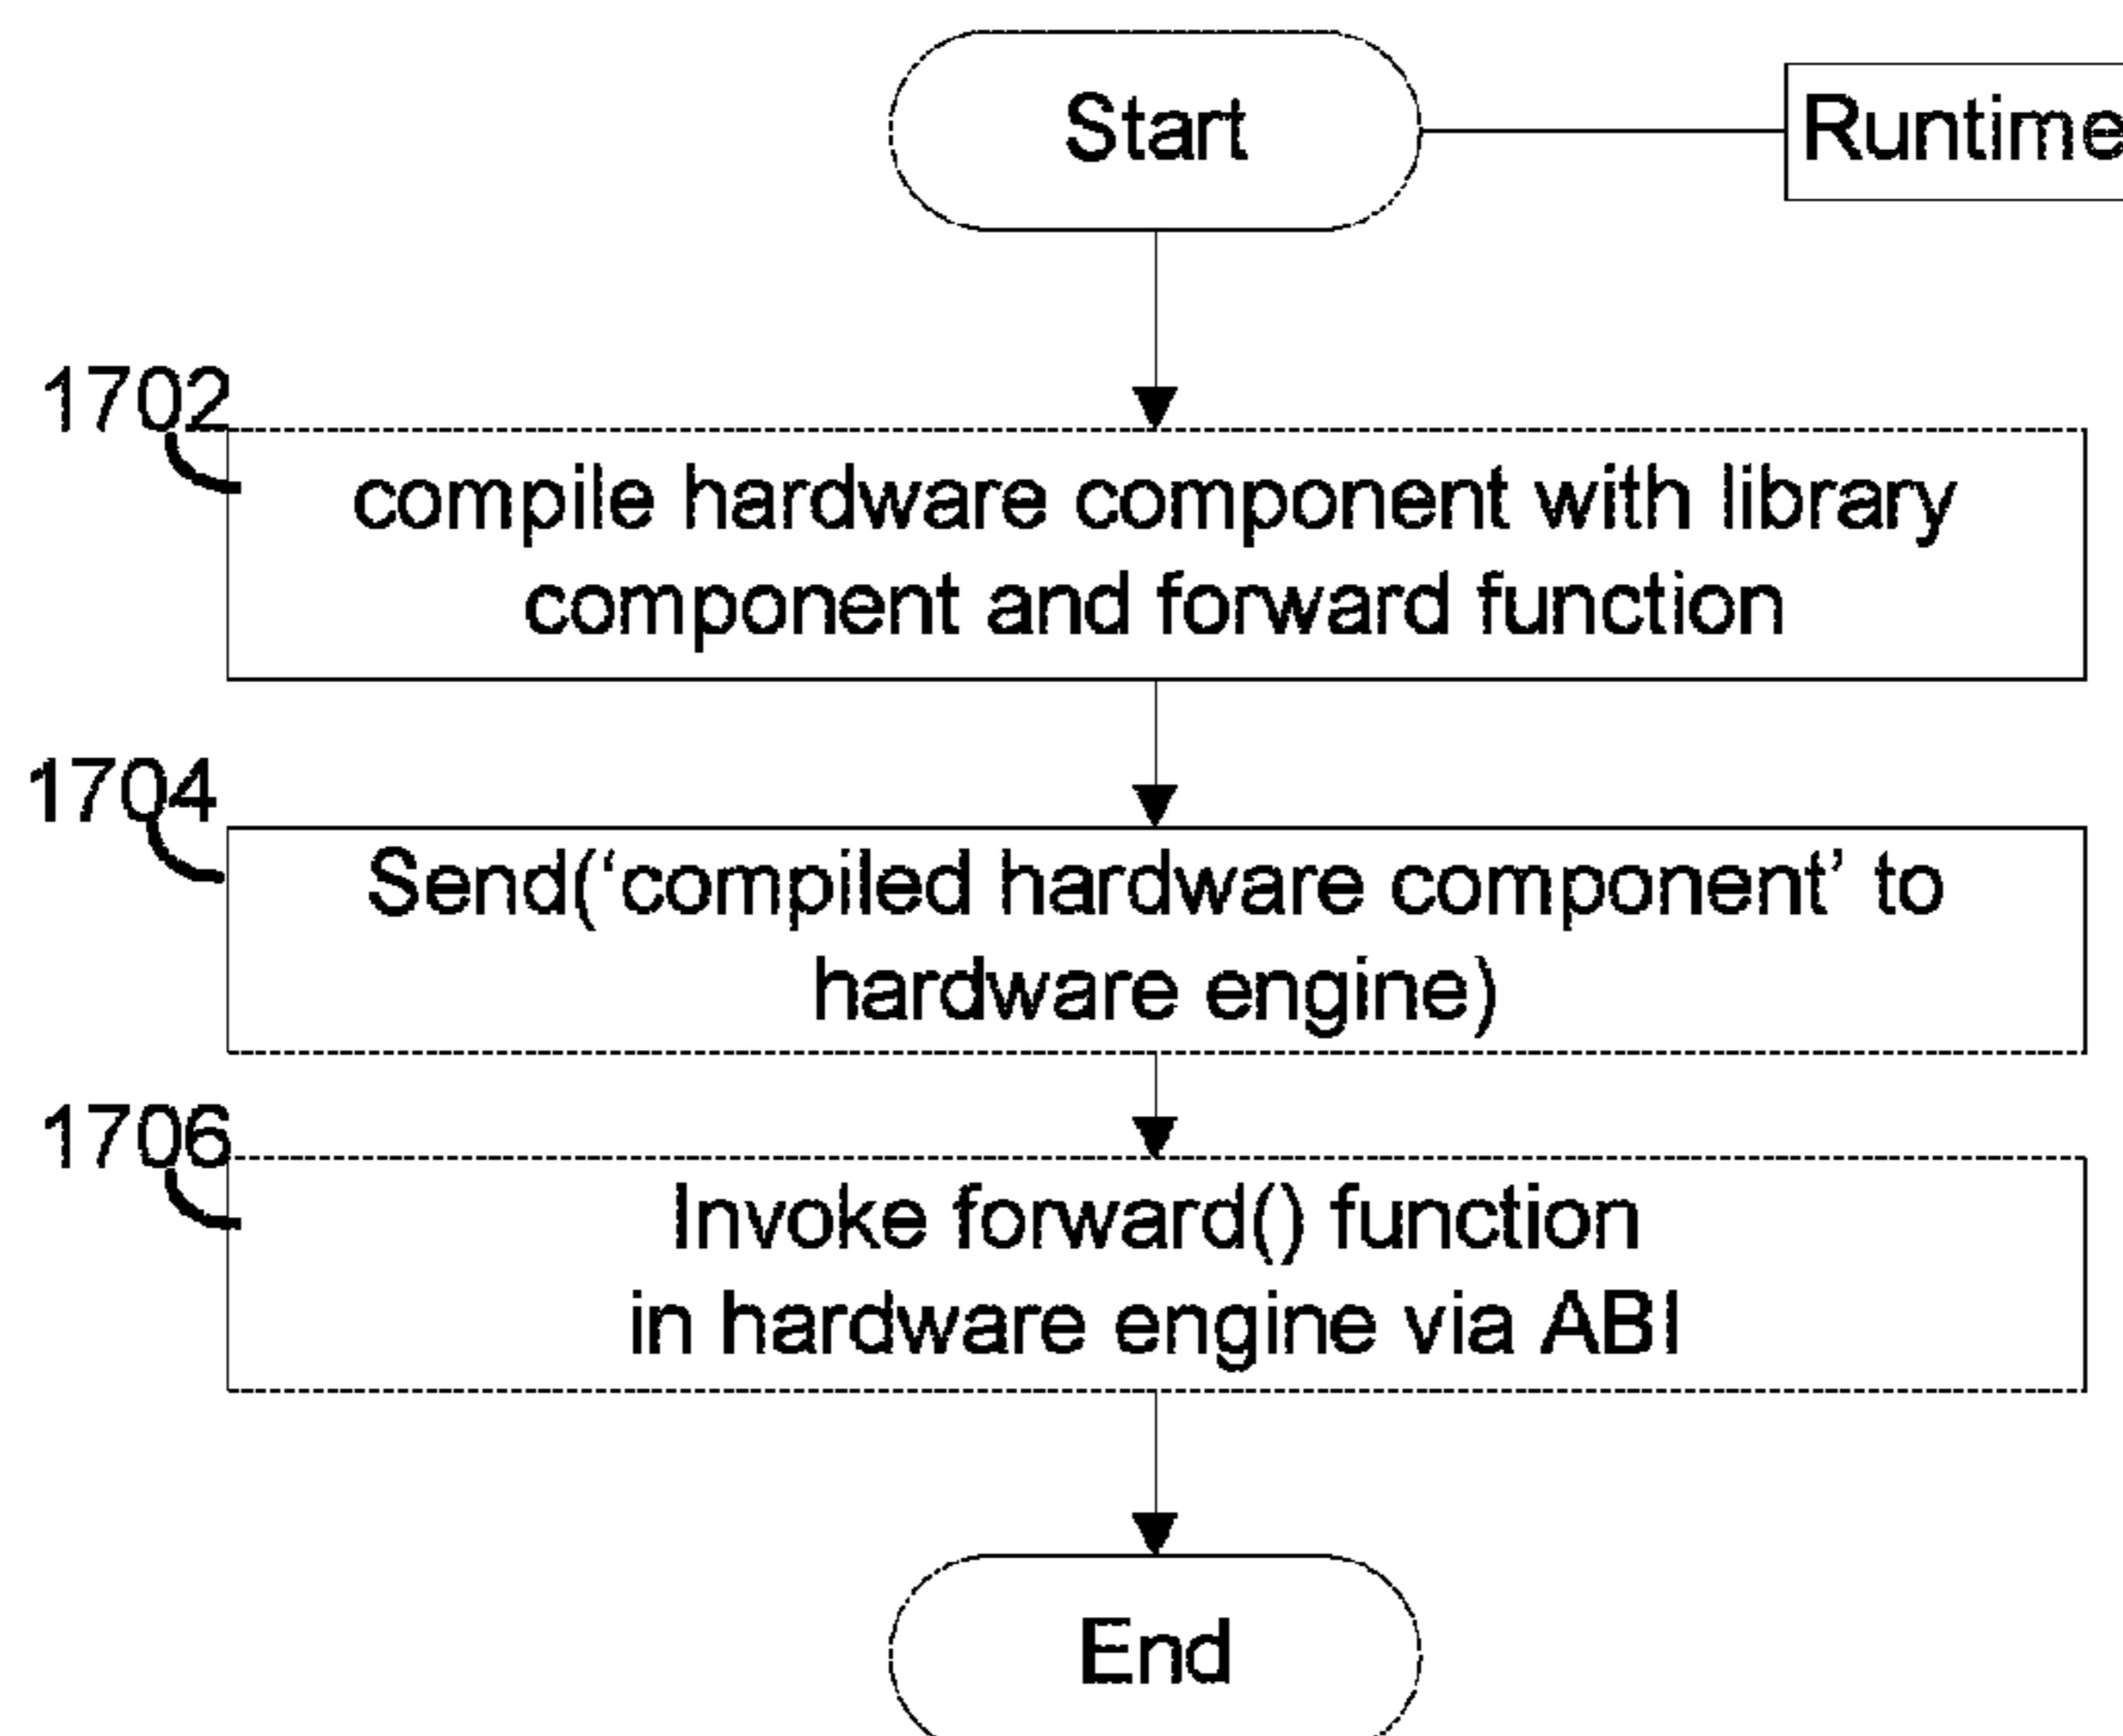 Start
Runtime
1702
compile hardware component with library
component and forward function
1704
Send(‘compiled hardware component’ to
hardware engine)
1706
Invoke forward() function
in hardware engine via ABI
End